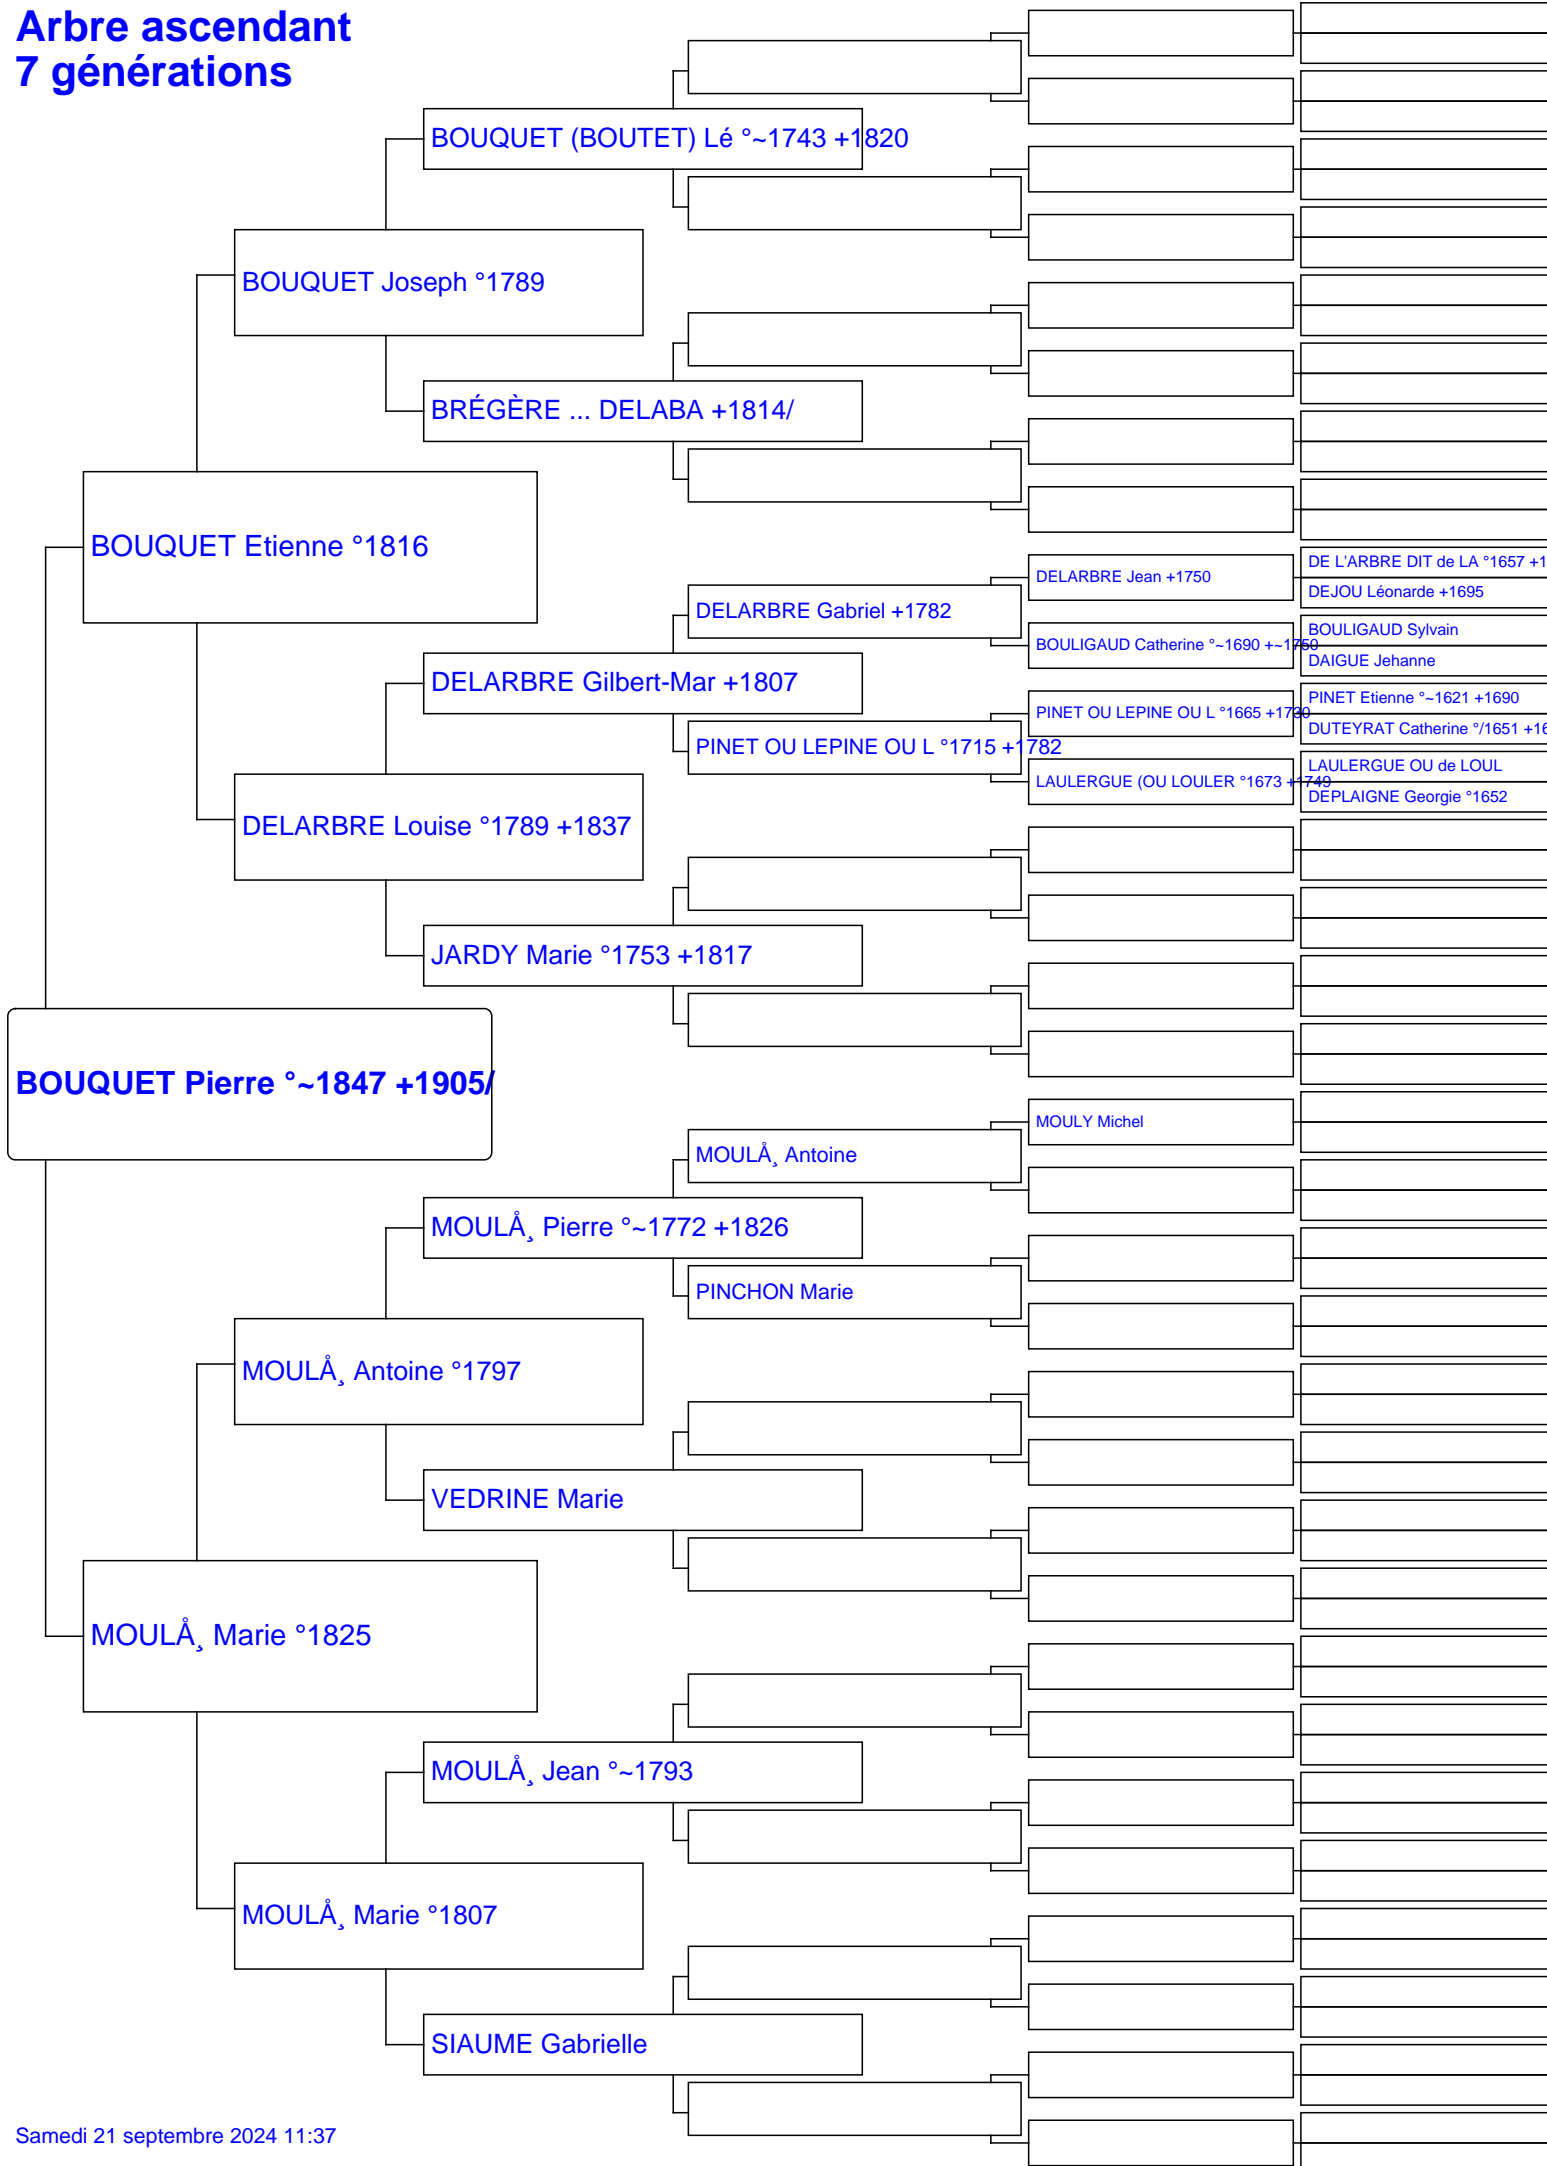 Arbre ascendant
7 générations
BOUQUET (BOUTET) Lé °~1743 +1820
BOUQUET Joseph °1789
BRÉGÈRE ... DELABA +1814/
BOUQUET Etienne °1816
DE L'ARBRE DIT de LA °1657 +1
DELARBRE Jean +1750
DEJOU Léonarde +1695
DELARBRE Gabriel +1782
BOULIGAUD Sylvain
BOULIGAUD Catherine °~1690 +~1750
DAIGUE Jehanne
DELARBRE Gilbert-Mar +1807
PINET Etienne °~1621 +1690
PINET OU LEPINE OU L °1665 +1730
DUTEYRAT Catherine °/1651 +16
PINET OU LEPINE OU L °1715 +1782
LAULERGUE OU de LOUL
LAULERGUE (OU LOULER °1673 +1749
DEPLAIGNE Georgie °1652
DELARBRE Louise °1789 +1837
JARDY Marie °1753 +1817
BOUQUET Pierre °~1847 +1905/
MOULY Michel
MOULÅ¸ Antoine
MOULÅ¸ Pierre °~1772 +1826
PINCHON Marie
MOULÅ¸ Antoine °1797
VEDRINE Marie
MOULÅ¸ Marie °1825
MOULÅ¸ Jean °~1793
MOULÅ¸ Marie °1807
SIAUME Gabrielle
Samedi 21 septembre 2024 11:37